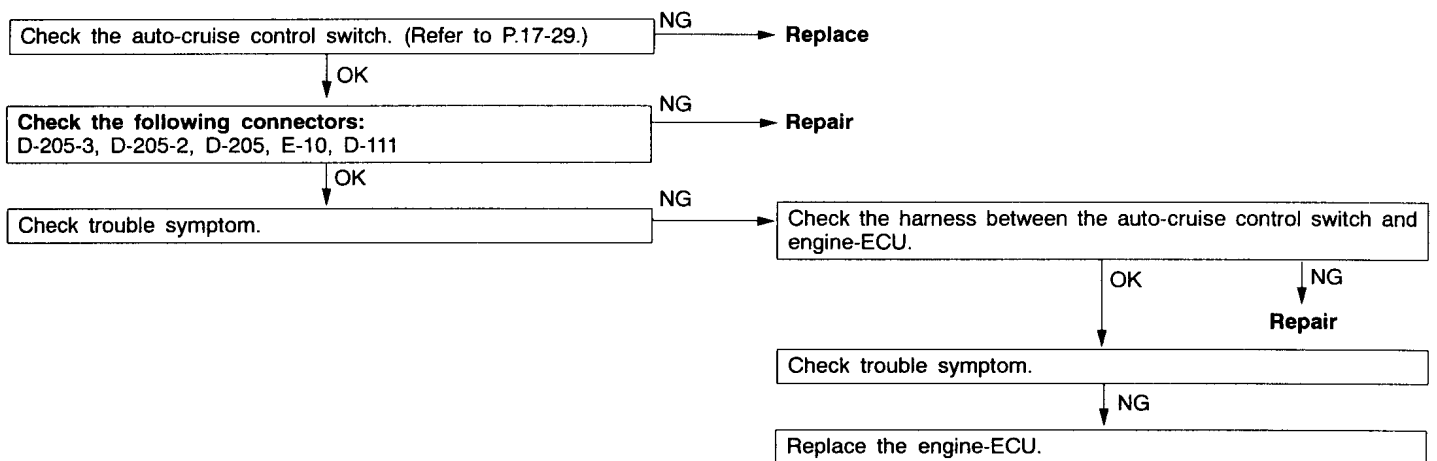 NG
Check the auto-cruise control switch. (Refer to P.17-29.)
Replace
OK
NG
Check the following connectors:
D-205-3, D-205-2, D-205, E-10, D-111
Repair
OK
NG
Check trouble symptom.
Check the harness between the auto-cruise control switch and
engine-ECU.
OK
NG
Repair
Check trouble symptom.
NG
Replace the engine-ECU.